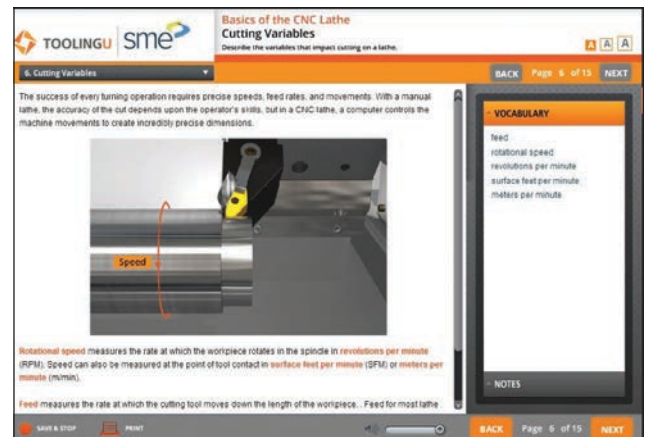 TOOLINGU sme
Basics of the CNC Lathe
Cutting Variables
Describe the variables that impact cutting on a lathe.
A A A
6. Cutting Variables
BACK Page 6 of 15 NEXT
The success of every turning operation requires precise speeds, feed rates, and movements. With a manual
lathe, the accuracy of the cut depends upon the operator's skills, but in a CNC lathe, a computer controls the
machine movements to create incredibly precise dimensions.
Speed
Rotational speed measures the rate at which the workpiece rotates in the spindle in revolutions per minute
(RPM). Speed can also be measured at the point of tool contact in surface feet per minute (SFM) or meters per
minute (m/min).
Feed measures the rate at which the cutting tool moves down the length of the workpiece. . Feed for most lathe
- VOCABULARY
feed
rotational speed
revolutions per minute
surface feet per minute
meters per minute
- NOTES
SAVE & STOP PRINT
BACK Page 6 of 15 NEXT